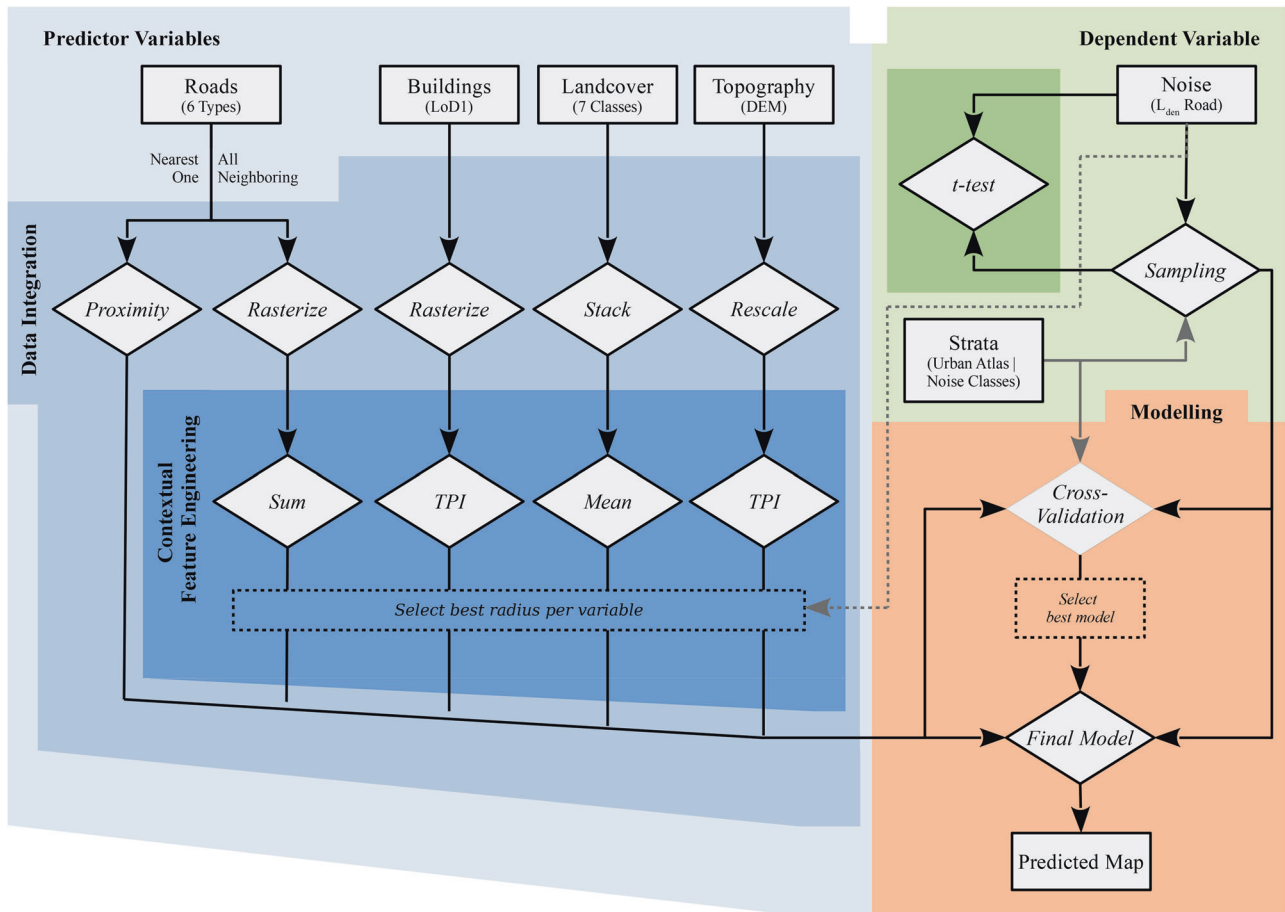 Predictor Variables
Dependent Variable
Roads
(6 Types)
Buildings
(LoD1)
Landcover
(7 Classes)
Topography
(DEM)
Noise
(Lden Road)
Nearest
One
All
Neighboring
t-test
Data Integration
Proximity
Rasterize
Rasterize
Stack
Rescale
Sampling
Strata
(Urban Atlas |
Noise Classes)
Modelling
Contextual
Feature Engineering
Sum
TPI
Mean
TPI
Cross-
Validation
Select best radius per variable
Select
best model
Final Model
Predicted Map